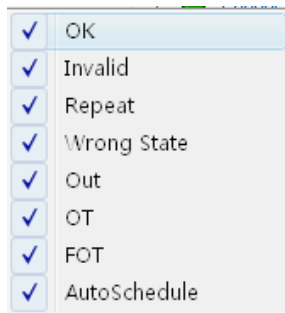 OK
Invalid
Repeat
Wrong State
Out
OT
FOT
AutoSchedule